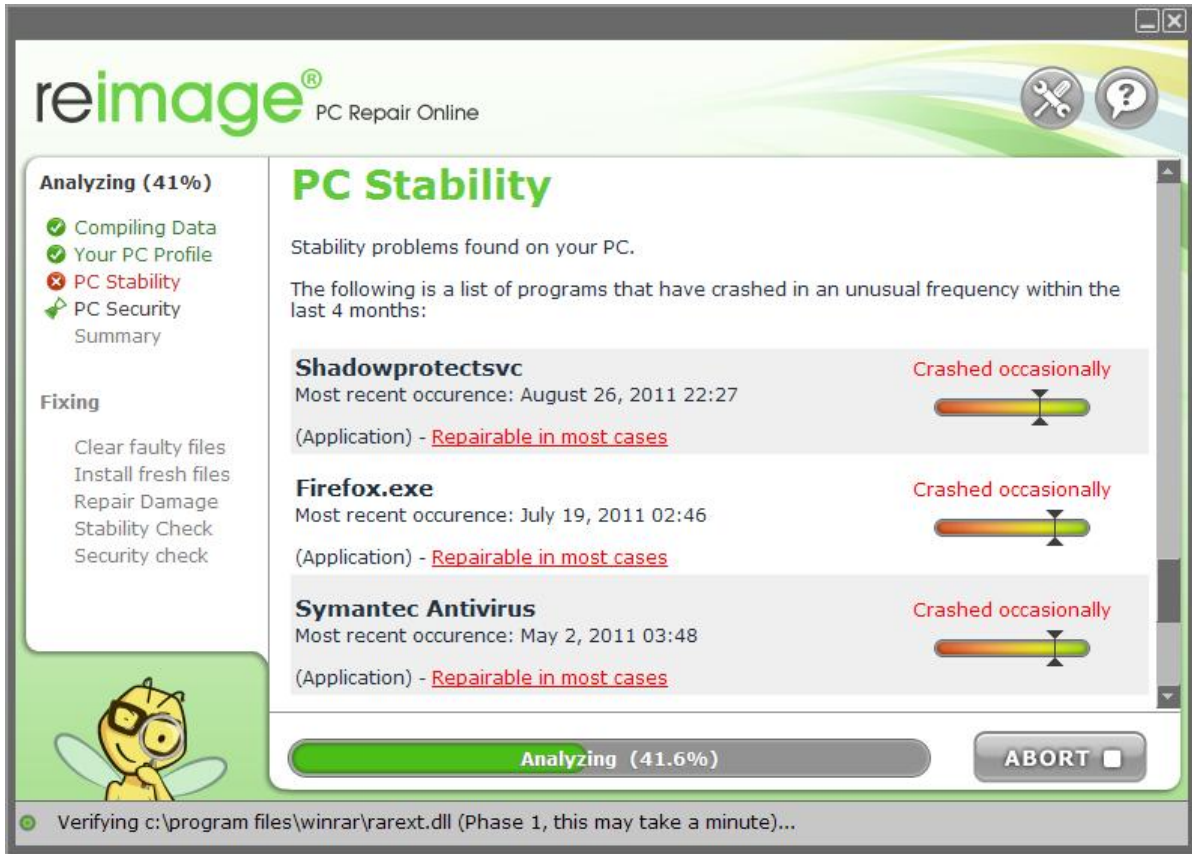 reimage® PC Repair Online
?
Analyzing (41%)
Compiling Data
Your PC Profile
PC Stability
PC Security
Summary
Fixing
Clear faulty files
Install fresh files
Repair Damage
Stability Check
Security check
PC Stability
Stability problems found on your PC.
The following is a list of programs that have crashed in an unusual frequency within the
last 4 months:
Shadowprotectsvc
Crashed occasionally
Most recent occurence: August 26, 2011 22:27
(Application) - Repairable in most cases
Firefox.exe
Crashed occasionally
Most recent occurence: July 19, 2011 02:46
(Application) - Repairable in most cases
Symantec Antivirus
Crashed occasionally
Most recent occurence: May 2, 2011 03:48
(Application) - Repairable in most cases
Analyzing (41.6%)
ABORT
Verifying c:\program files\winrar\rarext.dll (Phase 1, this may take a minute)...